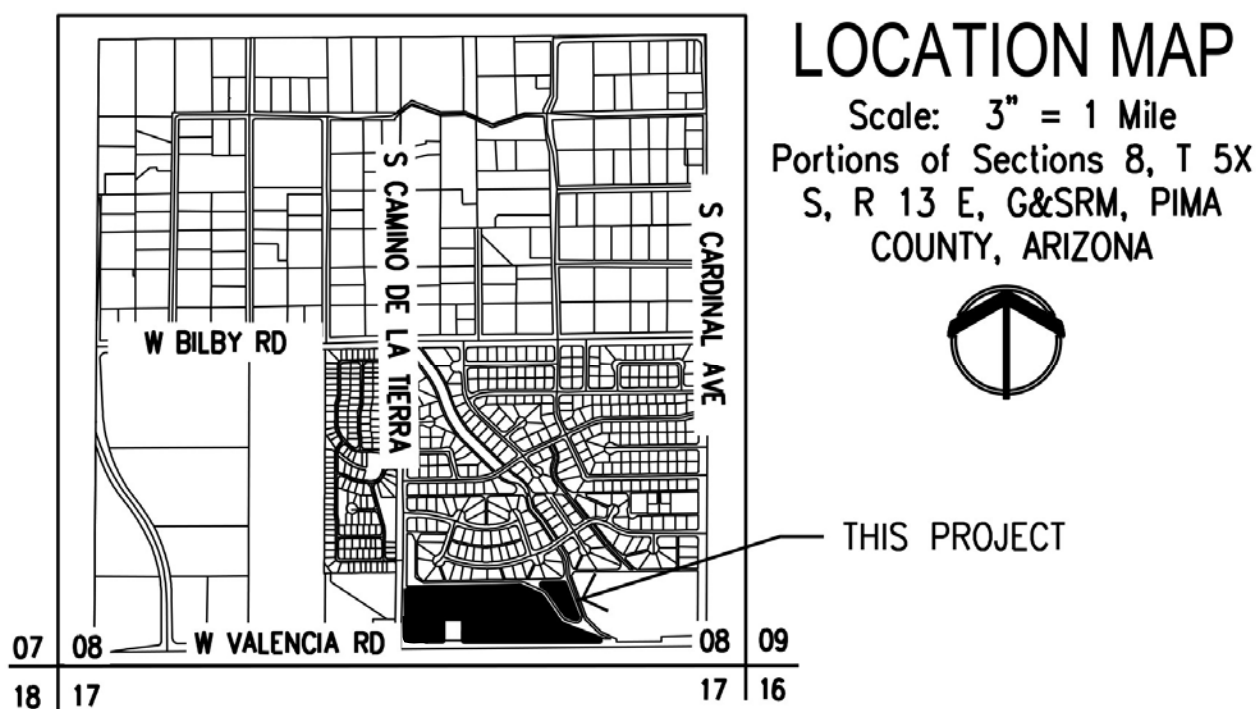 LOCATION MAP
Scale: 3" = 1 Mile
Portions of Sections 8, T 5X
S, R 13 E, G&SRM, PIMA
COUNTY, ARIZONA
S CAMINO DE LA TIERRA
S CARDINAL AVE
W BILBY RD
THIS PROJECT
W VALENCIA RD
07 08
08 09
18 17
17 16